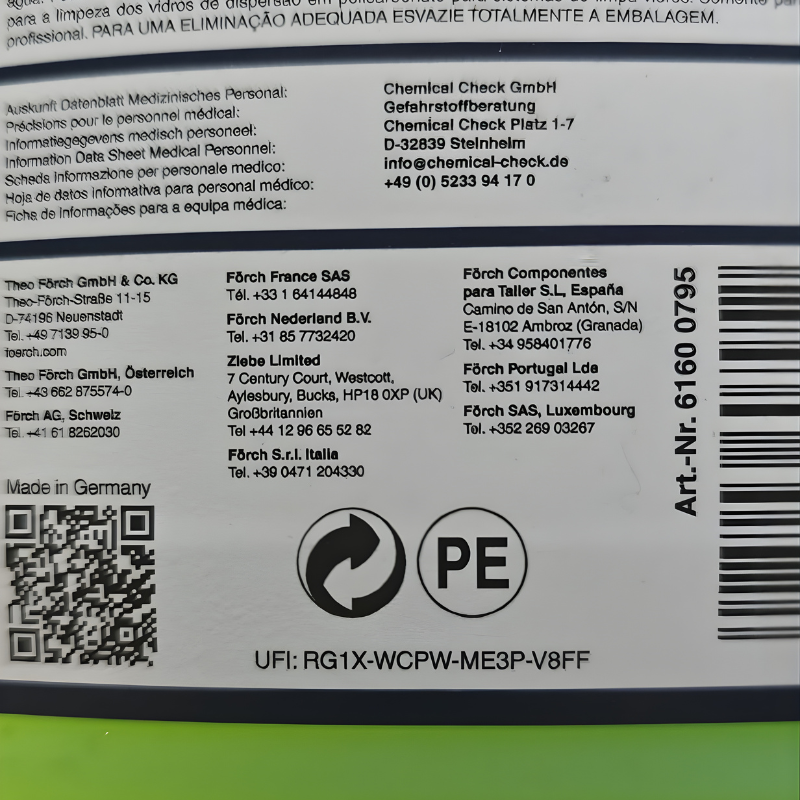 para a limpeza dos vidros de dispersão em policarbonato para sistemas de limpa-vidros. Somente para
profissional. PARA UMA ELIMINAÇÃO ADEQUADA ESVAZIE TOTALMENTE A EMBALAGEM.
Auskunft Datenblatt Medizinisches Personal:
Précisions pour le personnel médical:
Informatiegegevens medisch personeel:
Information Data Sheet Medical Personnel:
Scheda Informazione per personale medico:
Hoja de datos informativa para personal médico:
Ficha de informações para a equipa médica:
Chemical Check GmbH
Gefahrstoffberatung
Chemical Check Platz 1-7
D-32839 Steinheim
info@chemical-check.de
+49 (0) 5233 94 17 0
Theo Förch GmbH & Co. KG
Theo-Förch-Straße 11-15
D-74196 Neuenstadt
Tel. +49 7139 95-0
foerch.com
Theo Förch GmbH, Österreich
Tel. +43 662 875574-0
Förch AG, Schweiz
Tel. +41 61 8262030
Made in Germany
Förch France SAS
Tél. +33 1 64144848
Förch Nederland B.V.
Tel. +31 85 7732420
Ziebe Limited
7 Century Court, Westcott,
Aylesbury, Bucks, HP18 0XP (UK)
Großbritannien
Tel +44 12 96 65 52 82
Förch S.r.l. Italia
Tel. +39 0471 204330
Förch Componentes
para Taller S.L, España
Camino de San Antón, S/N
E-18102 Ambroz (Granada)
Tel. +34 958401776
Förch Portugal Lda
Tel. +351 917314442
Förch SAS, Luxembourg
Tel. +352 269 03267
Art.-Nr. 6160 0795
PE
UFI: RG1X-WCPW-ME3P-V8FF